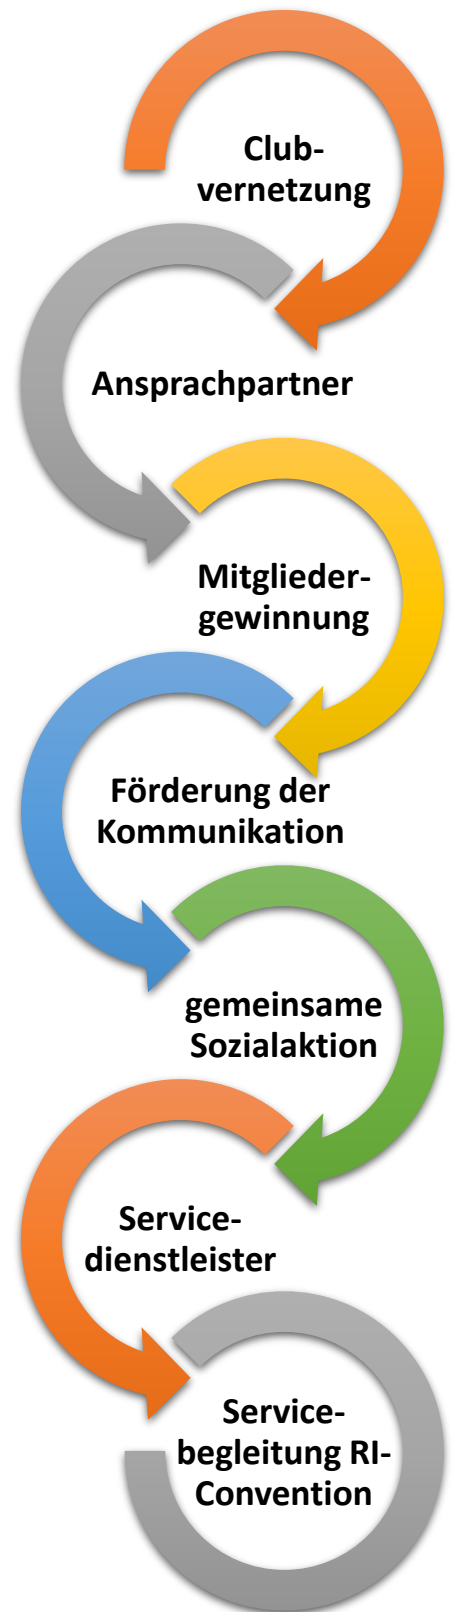 Club-
vernetzung
Ansprachpartner
Mitglieder-
gewinnung
Förderung der
Kommunikation
gemeinsame
Sozialaktion
Service-
dienstleister
Service-
begleitung RI-
Convention